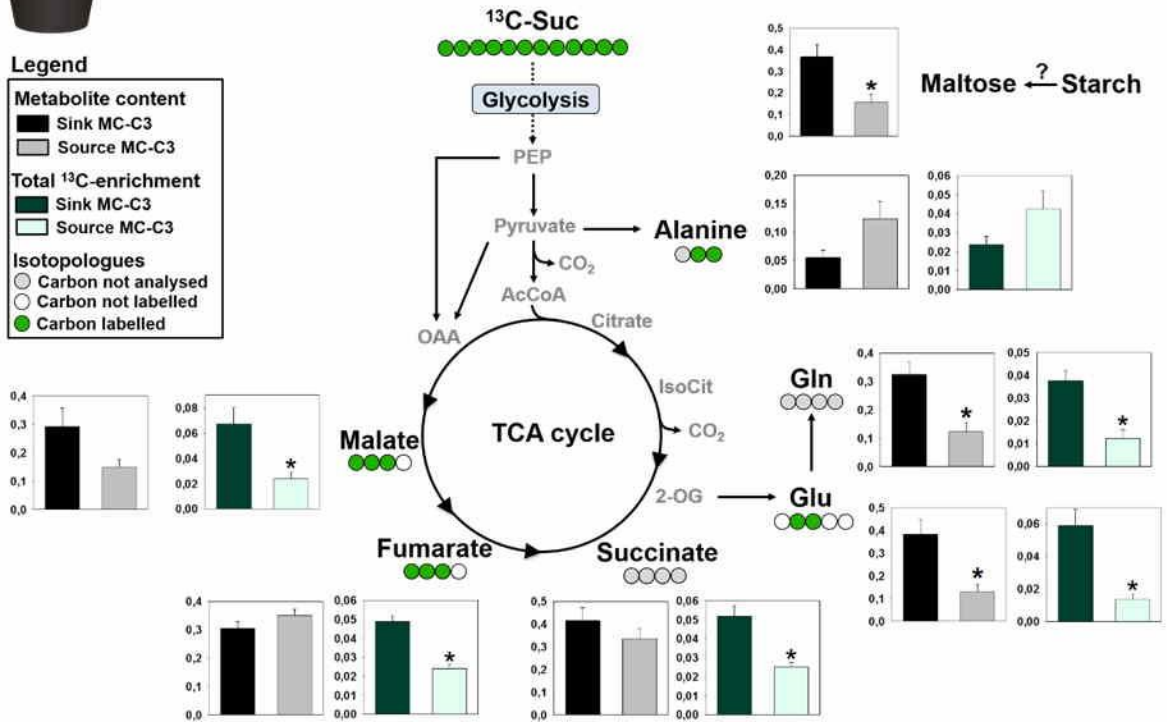 ¹³C-Suc
Glycolysis
PEP
Pyruvate
CO₂
AcCoA
Citrate
OAA
IsoCit
CO₂
TCA cycle
2-OG
Malate
Fumarate
Succinate
Alanine
Gln
Glu
Maltose
?
Starch
Legend
Metabolite content
Sink MC-C3
Source MC-C3
Total ¹³C-enrichment
Sink MC-C3
Source MC-C3
Isotopologues
Carbon not analysed
Carbon not labelled
Carbon labelled
0,5
0,4
0,3
0,2
0,1
0,0
*
0,20
0,15
0,10
0,05
0,00
0,06
0,05
0,04
0,03
0,02
0,01
0,00
0,4
0,3
0,2
0,1
0,0
*
0,05
0,04
0,03
0,02
0,01
0,00
*
0,5
0,4
0,3
0,2
0,1
0,0
*
0,06
0,04
0,02
0,00
*
0,4
0,3
0,2
0,1
0,0
0,08
0,06
0,04
0,02
0,00
*
0,4
0,3
0,2
0,1
0,0
0,06
0,05
0,04
0,03
0,02
0,01
0,00
*
0,5
0,4
0,3
0,2
0,4
0,0
0,06
0,05
0,04
0,03
0,02
0,01
0,00
*